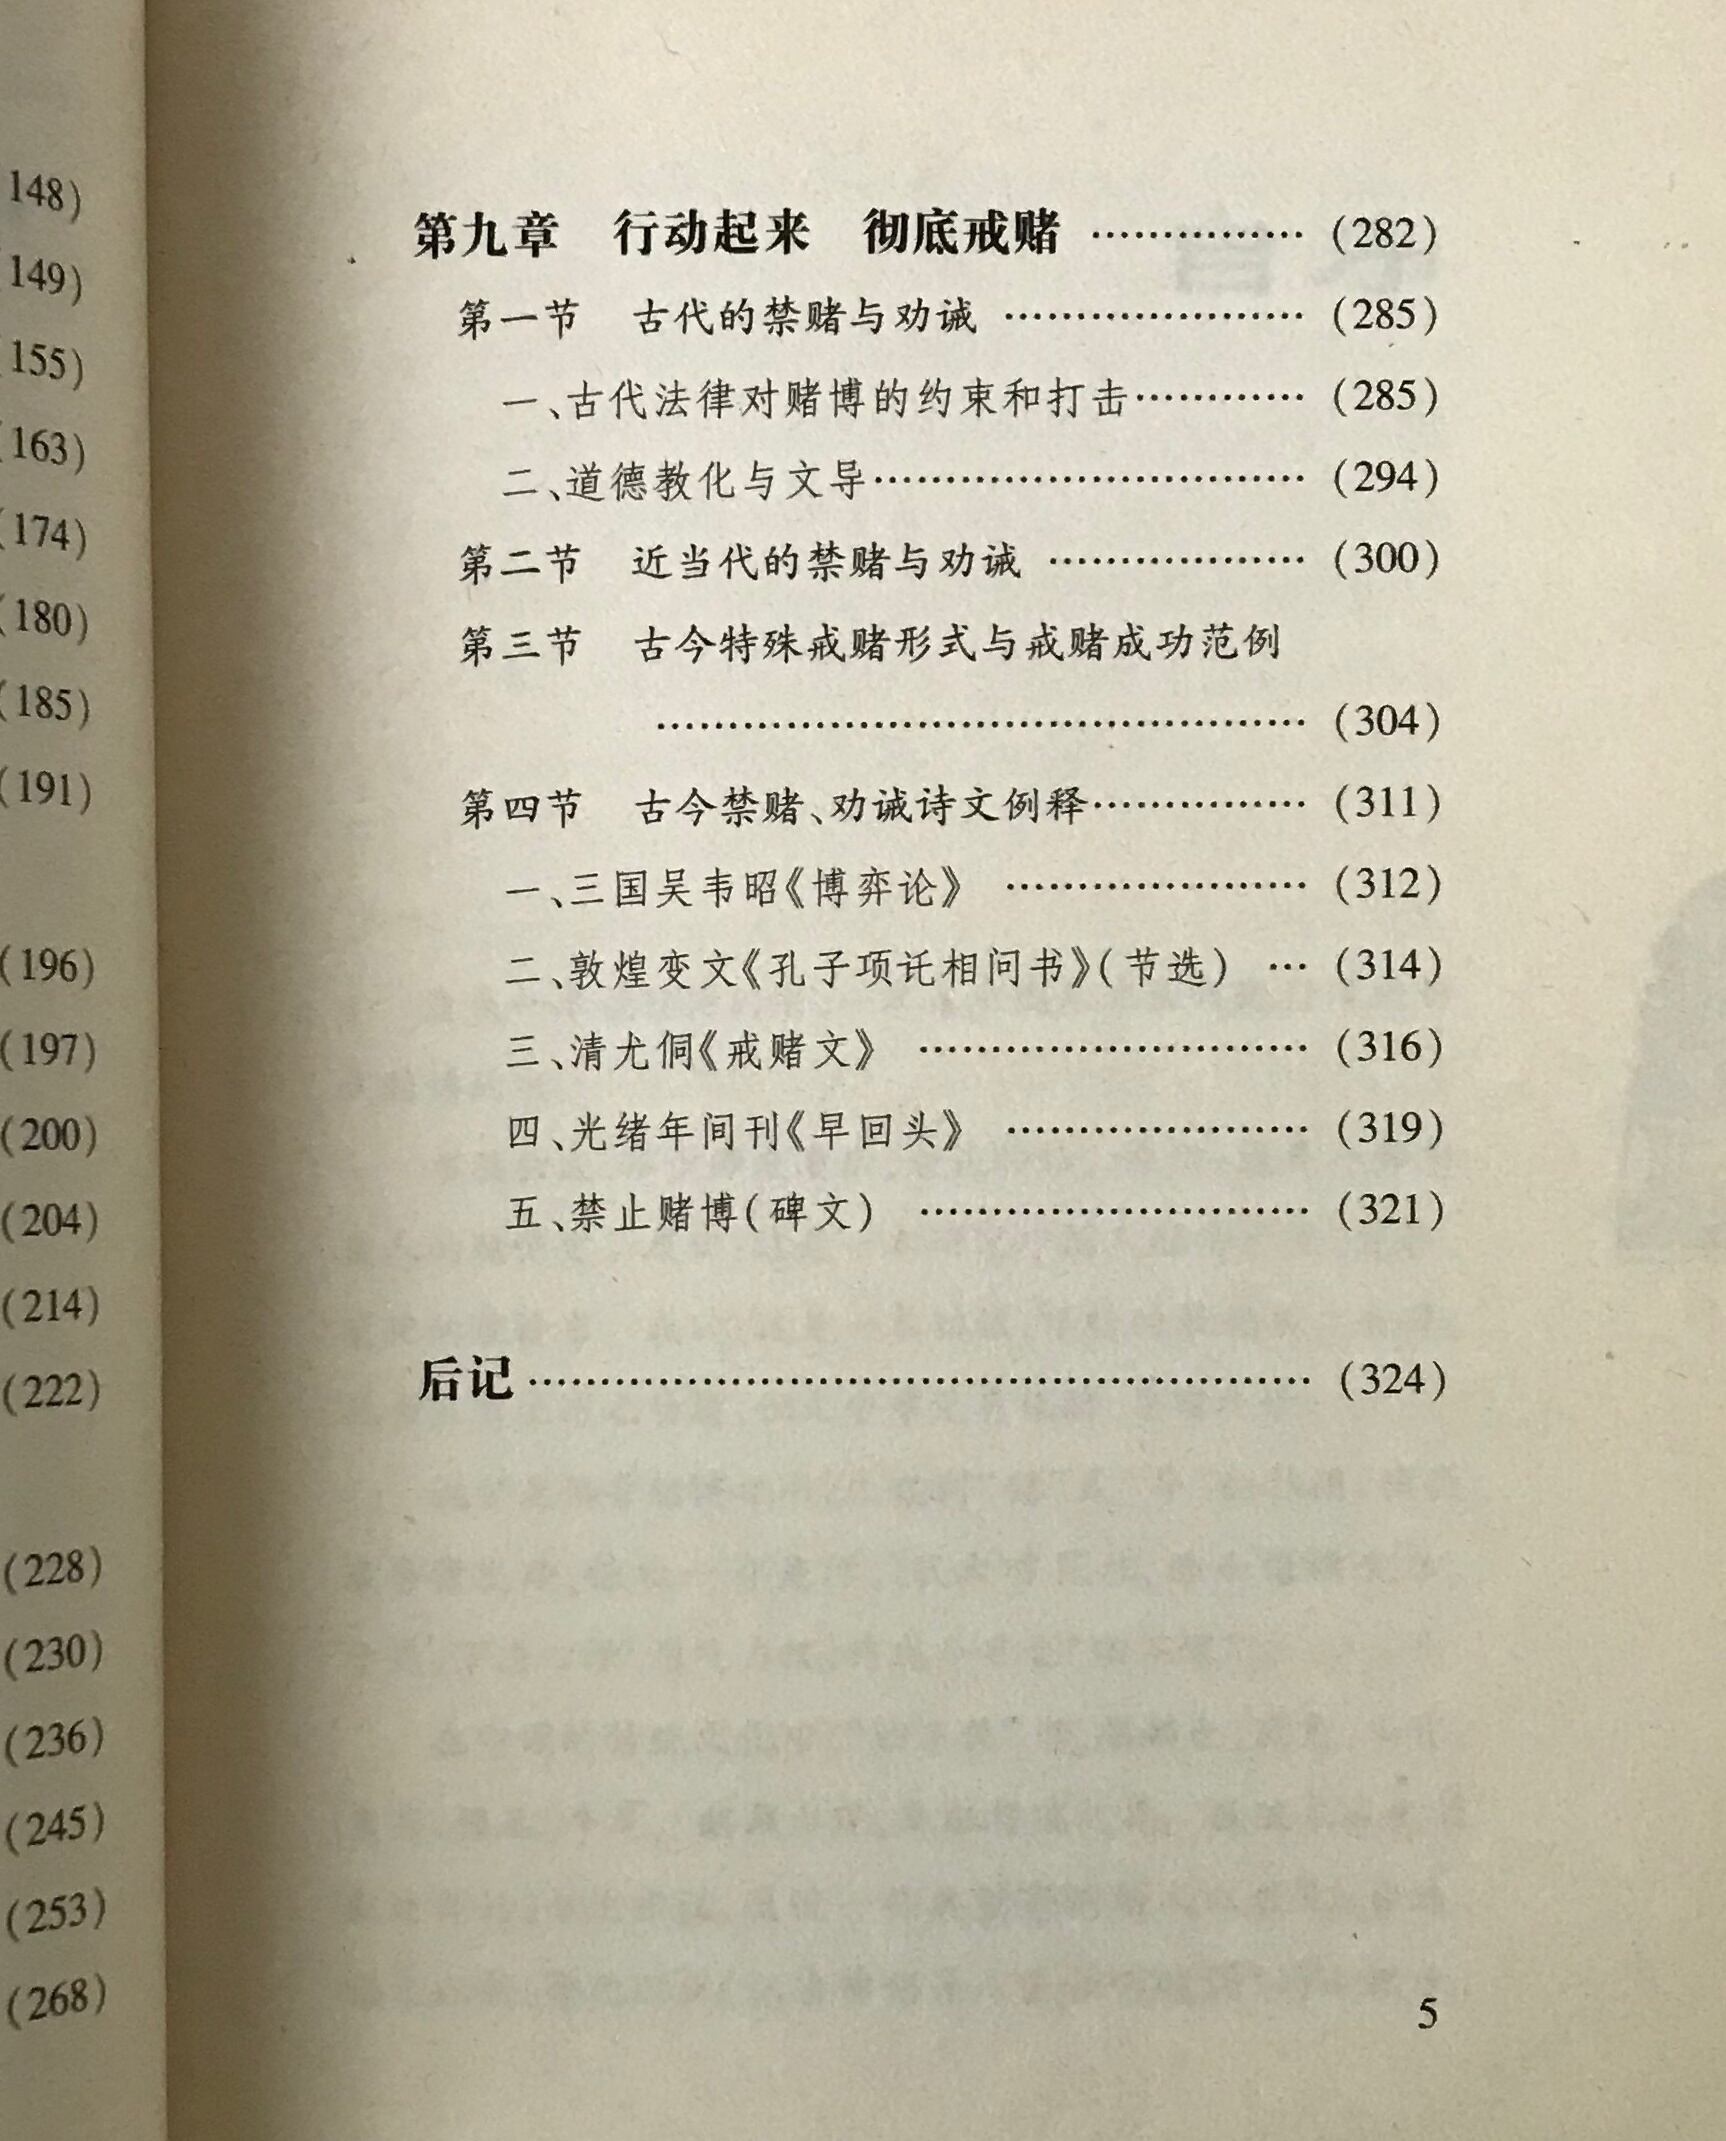 148)
149)
155)
163)
(174)
(180)
(185)
(191)
(196)
(197)
(200)
(204)
(214)
(222)
(228)
(230)
(236)
(245)
(253)
(268)
第九章 行动起来 彻底戒赌 …………… (282)
第一节 古代的禁赌与劝诫 ………………… (285)
一、古代法律对赌博的约束和打击………… (285)
二、道德教化与文导………………………… (294)
第二节 近当代的禁赌与劝诫 ……………… (300)
第三节 古今特殊戒赌形式与戒赌成功范例
……………………………………… (304)
第四节 古今禁赌、劝诫诗文例释…………… (311)
一、三国吴韦昭《博弈论》 ………………… (312)
二、敦煌变文《孔子项讬相问书》(节选) … (314)
三、清尤侗《戒赌文》 ……………………… (316)
四、光绪年间刊《早回头》 ………………… (319)
五、禁止赌博(碑文) ……………………… (321)
后记……………………………………………… (324)
5